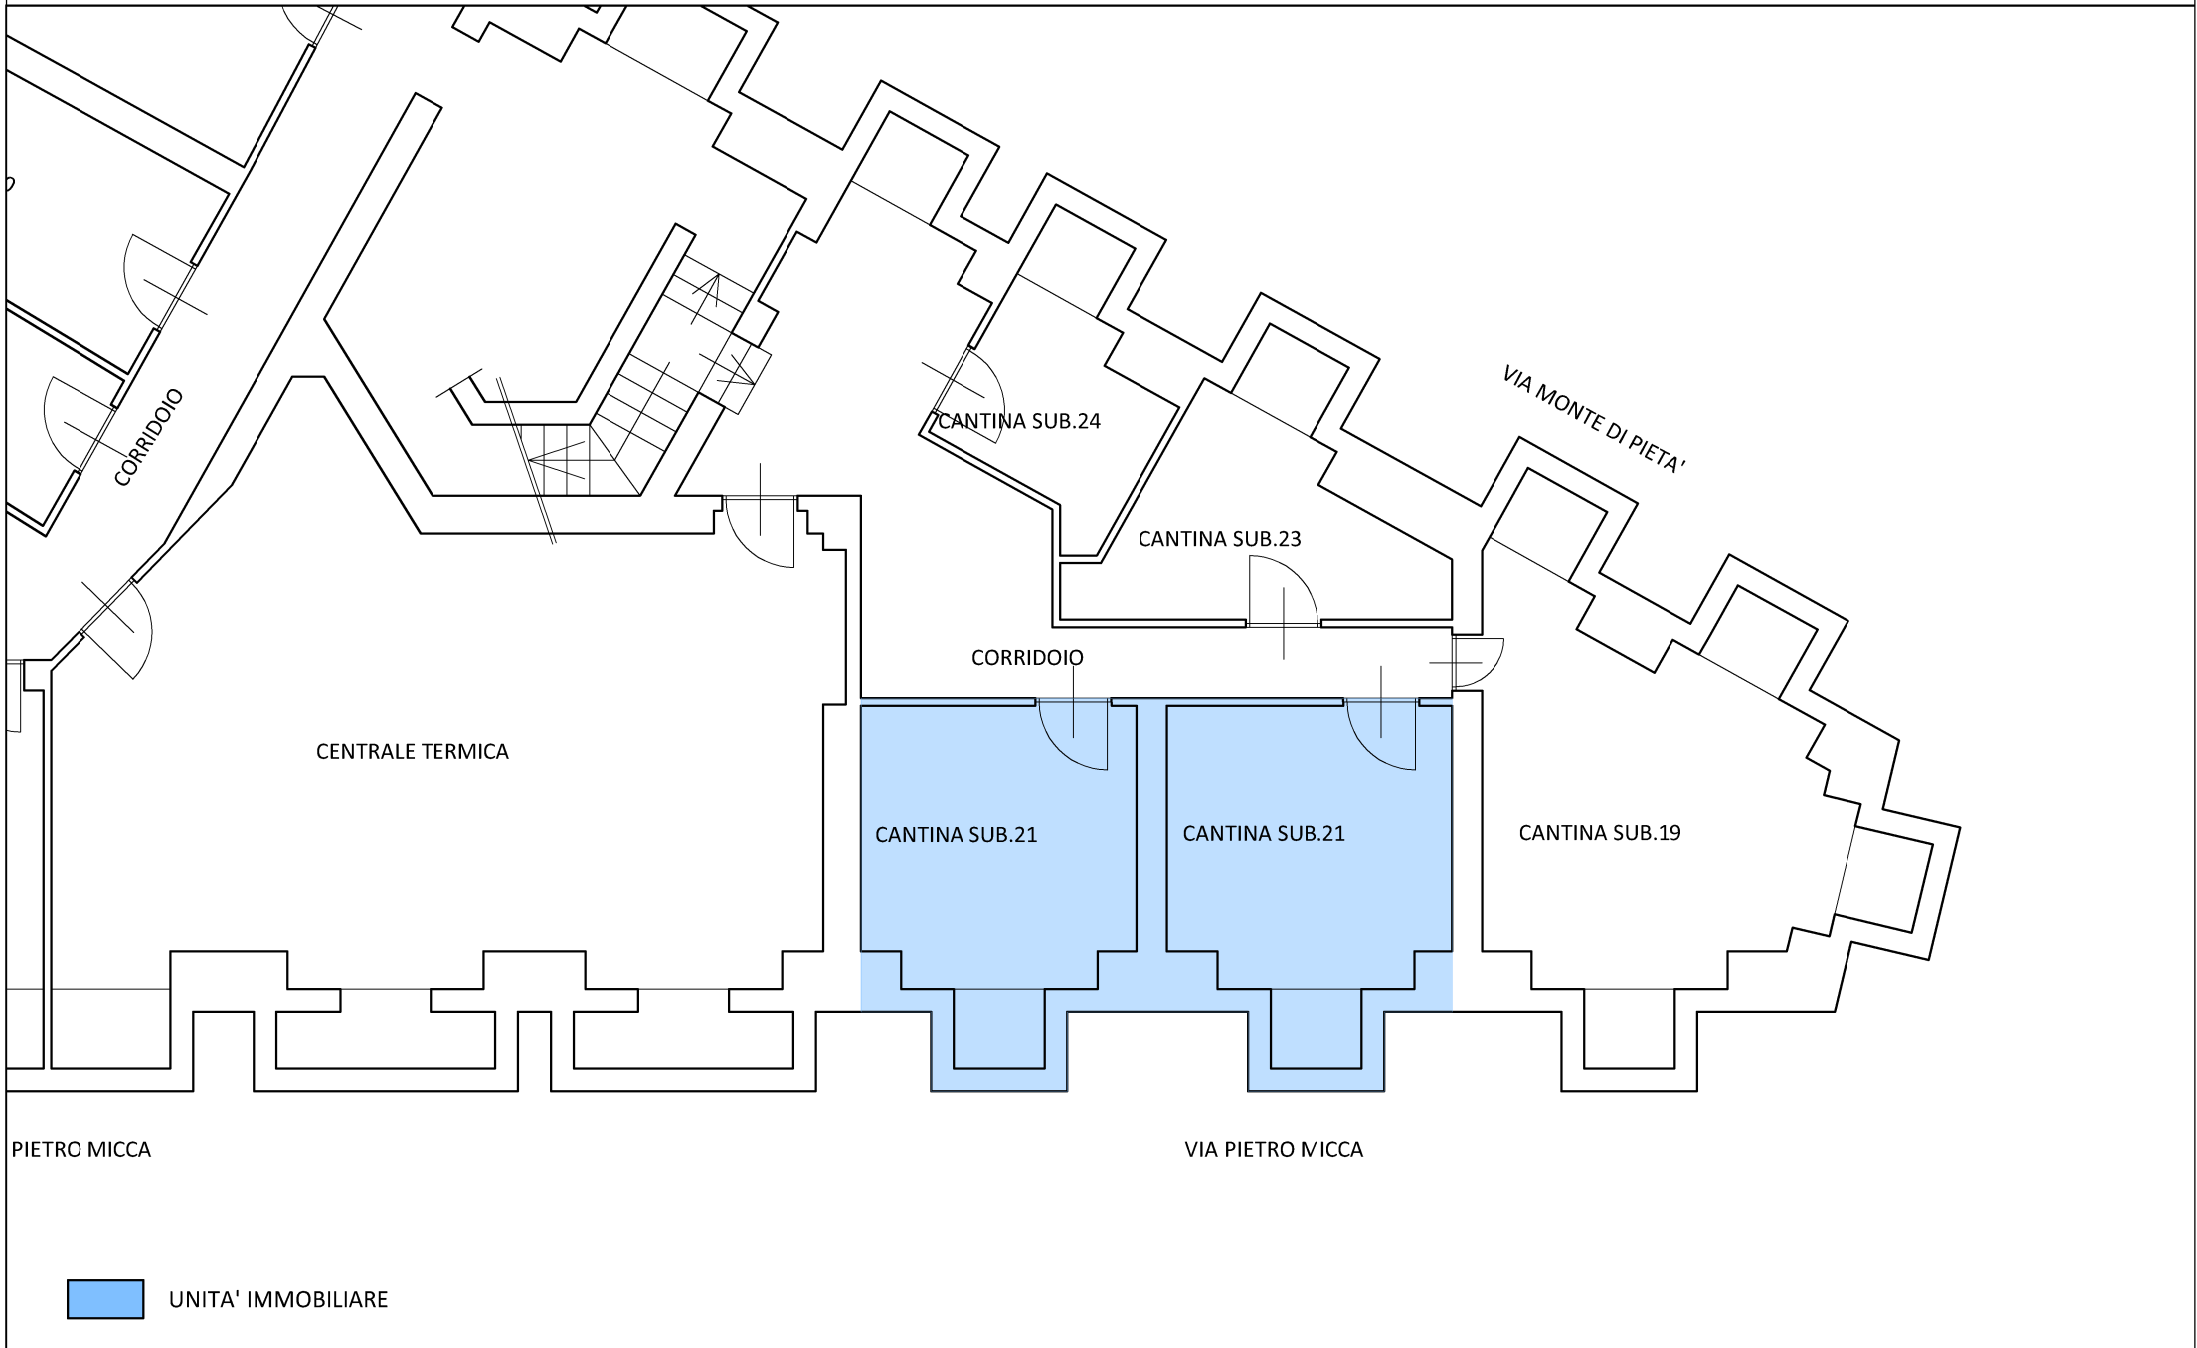 VIA MONTE DI PIETA'
CORRIDOIO
CANTINA SUB.24
CANTINA SUB.23
CORRIDOIO
CENTRALE TERMICA
CANTINA SUB.21
CANTINA SUB.21
CANTINA SUB.19
PIETRO MICCA
VIA PIETRO MICCA
UNITA' IMMOBILIARE